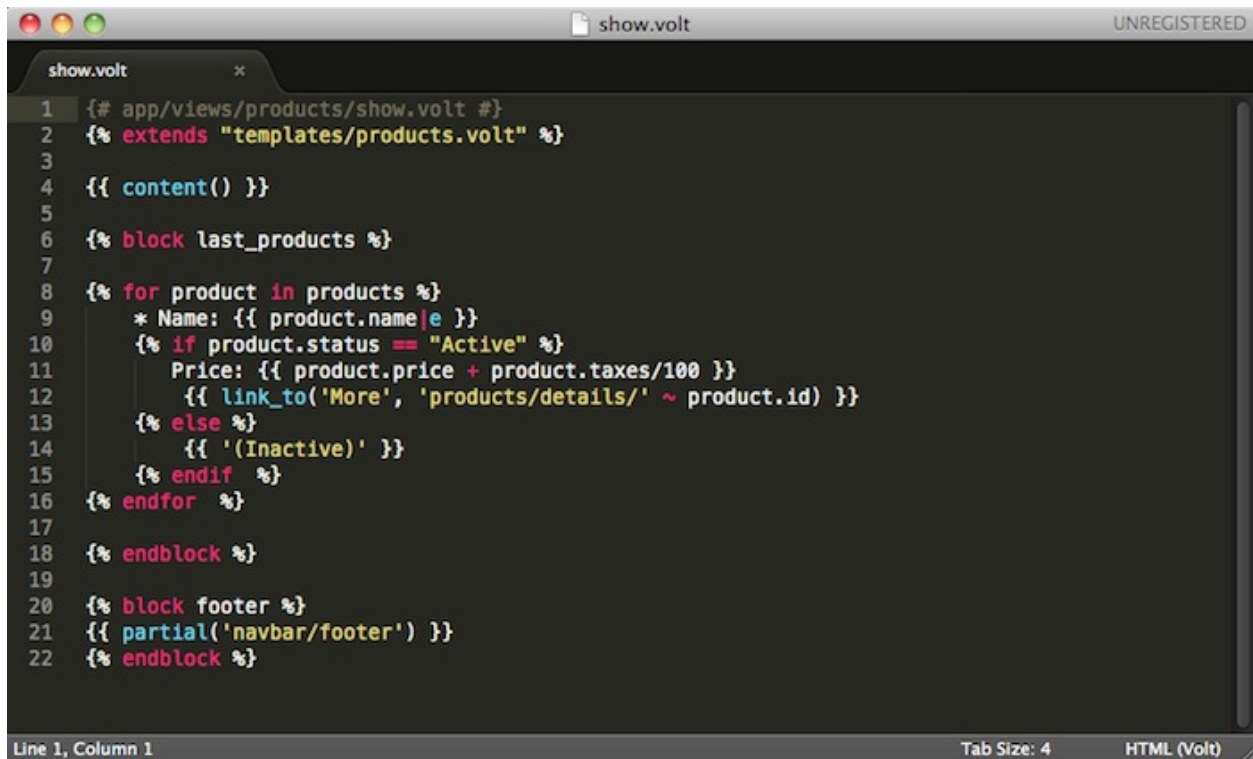 show.volt
UNREGISTERED
show.volt ×
1 {# app/views/products/show.volt #}
2 {% extends "templates/products.volt" %}
3
4 {{ content() }}
5
6 {% block last_products %}
7
8 {% for product in products %}
9     * Name: {{ product.name|e }}
10     {% if product.status == "Active" %}
11        Price: {{ product.price + product.taxes/100 }}
12         {{ link_to('More', 'products/details/' ~ product.id) }}
13     {% else %}
14         {{ '(Inactive)' }}
15     {% endif  %}
16 {% endfor  %}
17
18 {% endblock %}
19
20 {% block footer %}
21 {{ partial('navbar/footer') }}
22 {% endblock %}
Line 1, Column 1
Tab Size: 4
HTML (Volt)